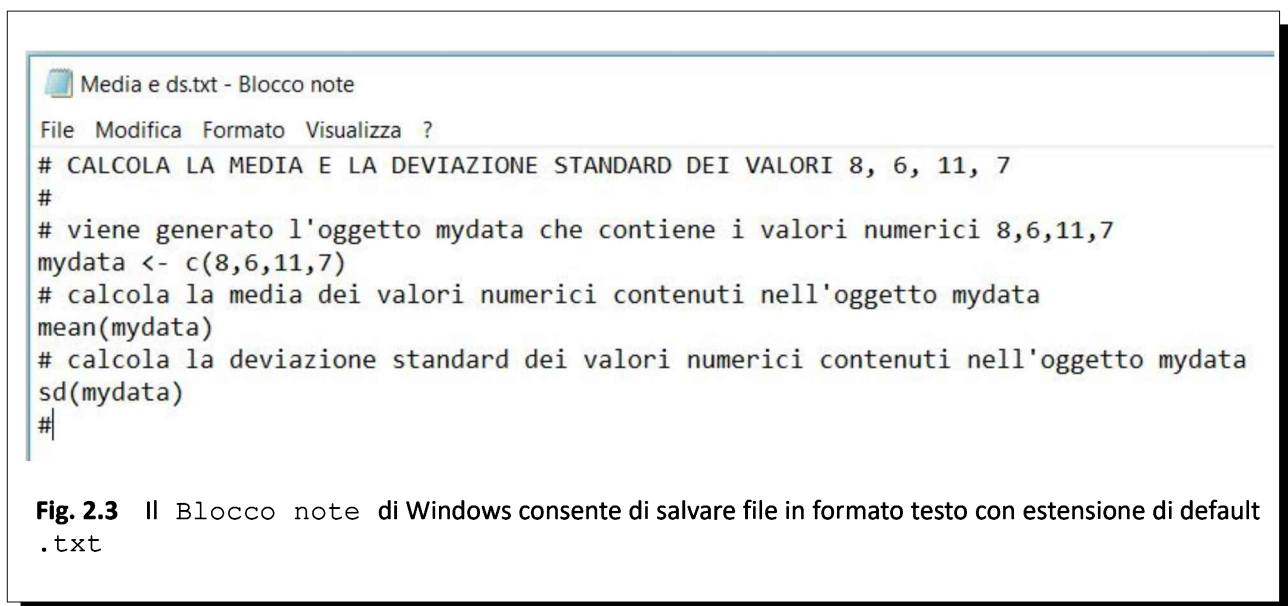 Media e ds.txt - Blocco note
File Modifica Formato Visualizza ?
# CALCOLA LA MEDIA E LA DEVIAZIONE STANDARD DEI VALORI 8, 6, 11, 7
#
# viene generato l'oggetto mydata che contiene i valori numerici 8,6,11,7
mydata <- c(8,6,11,7)
# calcola la media dei valori numerici contenuti nell'oggetto mydata
mean(mydata)
# calcola la deviazione standard dei valori numerici contenuti nell'oggetto mydata
sd(mydata)
#
Fig. 2.3 Il Blocco note di Windows consente di salvare file in formato testo con estensione di default
.txt